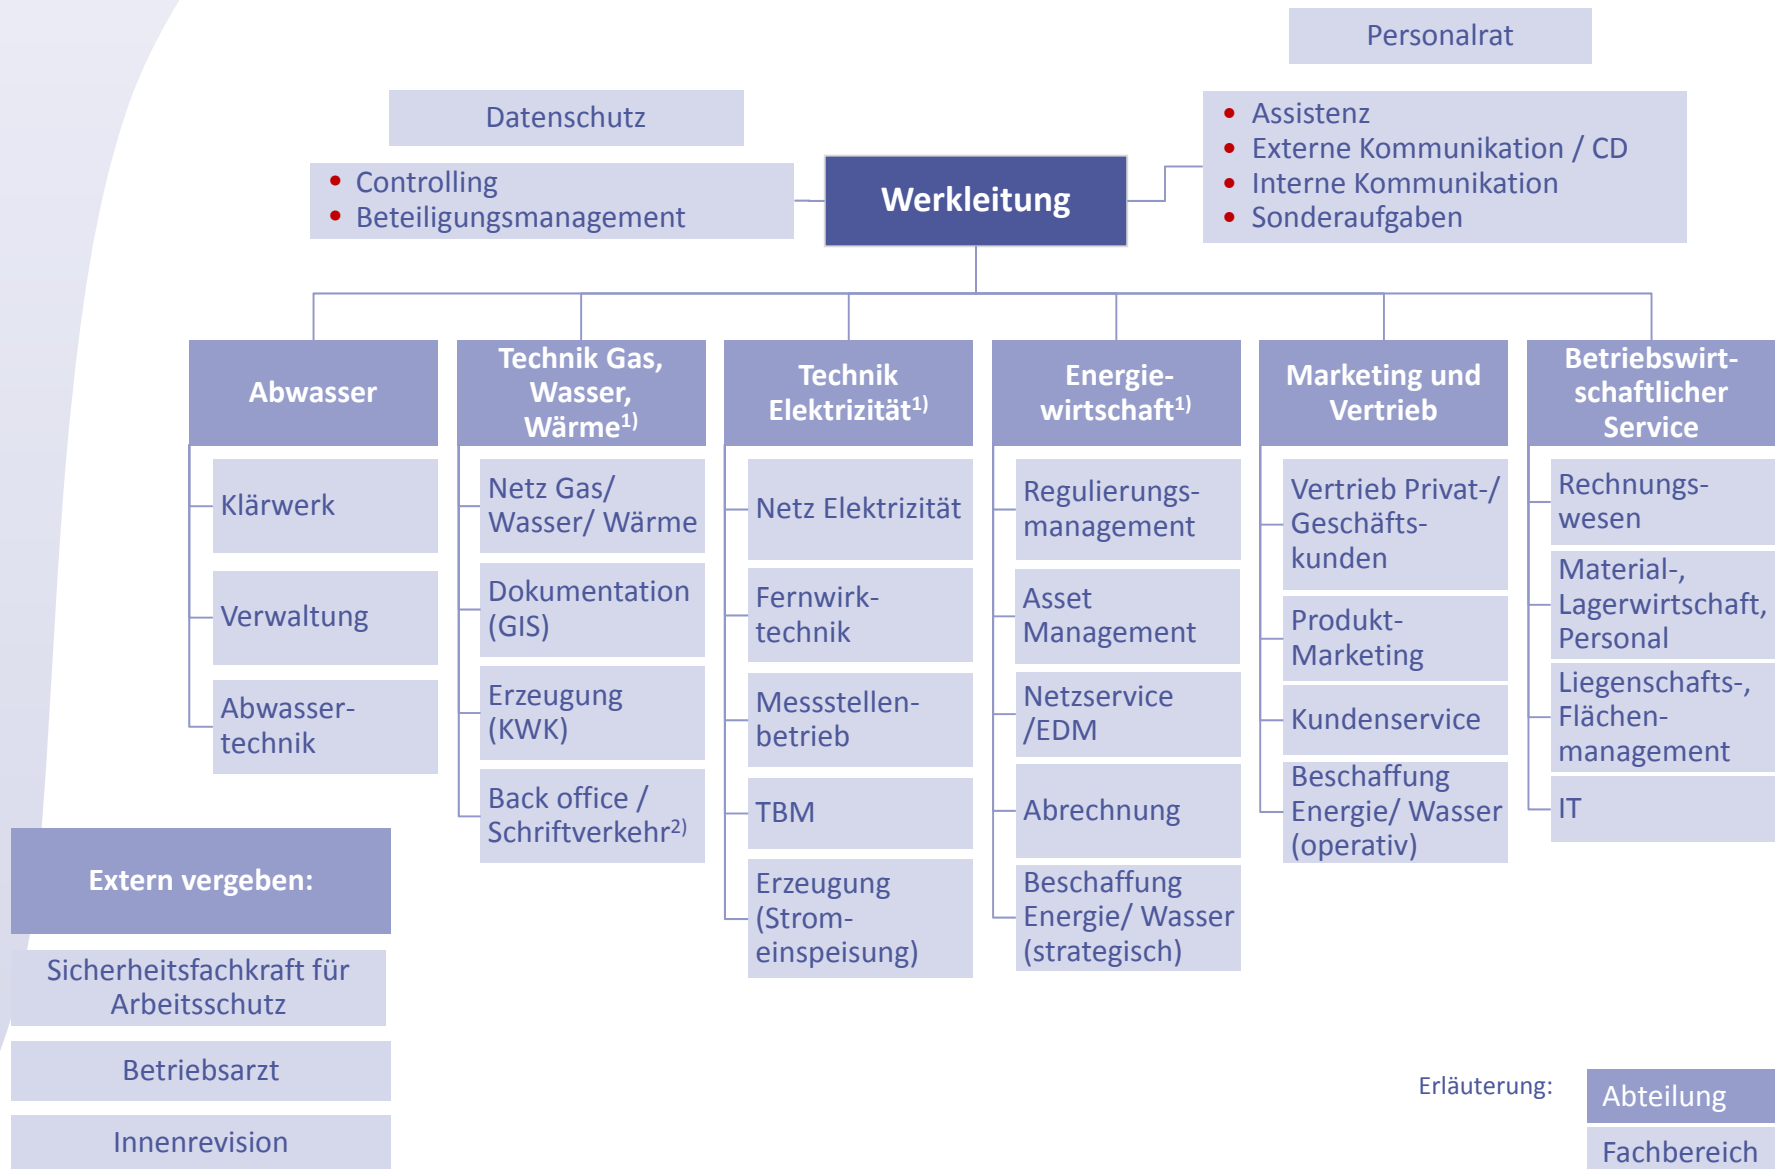 Personalrat
Datenschutz
• Assistenz
• Externe Kommunikation / CD
• Interne Kommunikation
• Sonderaufgaben
• Controlling
• Beteiligungsmanagement
Werkleitung
Abwasser
Klärwerk
Verwaltung
Abwasser-
technik
Technik Gas,
Wasser,
Wärme1)
Netz Gas/
Wasser/ Wärme
Dokumentation
(GIS)
Erzeugung
(KWK)
Back office /
Schriftverkehr2)
Technik
Elektrizität1)
Netz Elektrizität
Fernwirk-
technik
Messstellen-
betrieb
TBM
Erzeugung
(Strom-
einspeisung)
Energie-
wirtschaft1)
Regulierungs-
management
Asset
Management
Netzservice
/EDM
Abrechnung
Beschaffung
Energie/ Wasser
(strategisch)
Marketing und
Vertrieb
Vertrieb Privat-/
Geschäfts-
kunden
Produkt-
Marketing
Kundenservice
Beschaffung
Energie/ Wasser
(operativ)
Betriebswirt-
schaftlicher
Service
Rechnungs-
wesen
Material-,
Lagerwirtschaft,
Personal
Liegenschafts-,
Flächen-
management
IT
Extern vergeben:
Sicherheitsfachkraft für
Arbeitsschutz
Betriebsarzt
Innenrevision
Erläuterung:
Abteilung
Fachbereich